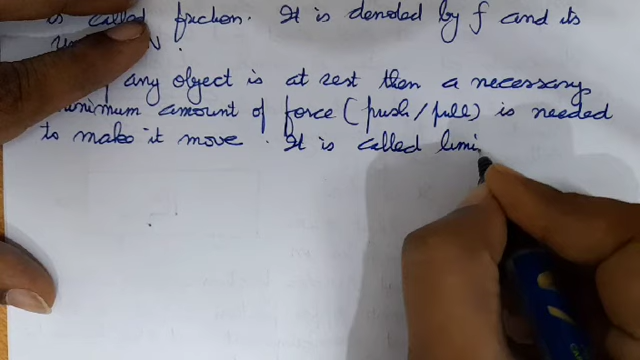 is called friction. It is denoted by f and its
N.
any object is at rest then a necessary
minimum amount of force (push/pull) is needed
to make it move. It is called limi